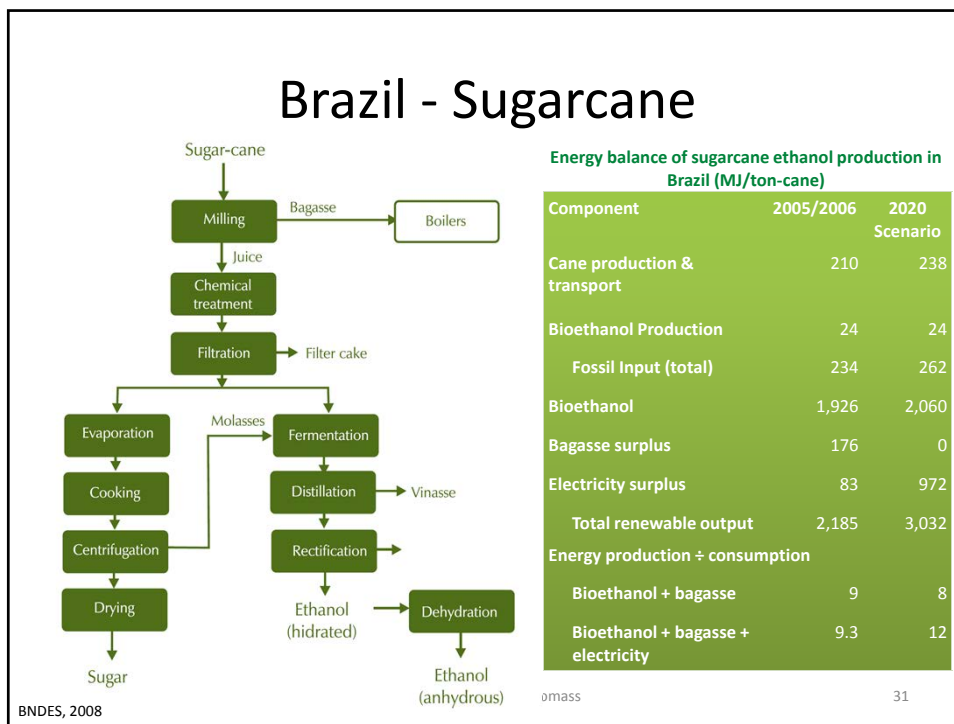 Brazil - Sugarcane
Sugar-cane
Milling
Bagasse
Boilers
Juice
Chemical
treatment
Filtration
Filter cake
Evaporation
Molasses
Fermentation
Cooking
Distillation
Vinasse
Centrifugation
Rectification
Drying
Ethanol
(hidrated)
Dehydration
Sugar
Ethanol
(anhydrous)
Energy balance of sugarcane ethanol production in
Brazil (MJ/ton-cane)
Component 2005/2006 2020
Scenario
Cane production & 210 238
transport
Bioethanol Production 24 24
Fossil Input (total) 234 262
Bioethanol 1,926 2,060
Bagasse surplus 176 0
Electricity surplus 83 972
Total renewable output 2,185 3,032
Energy production ÷ consumption
Bioethanol + bagasse 9 8
Bioethanol + bagasse + 9.3 12
electricity
BNDES, 2008
omass
31